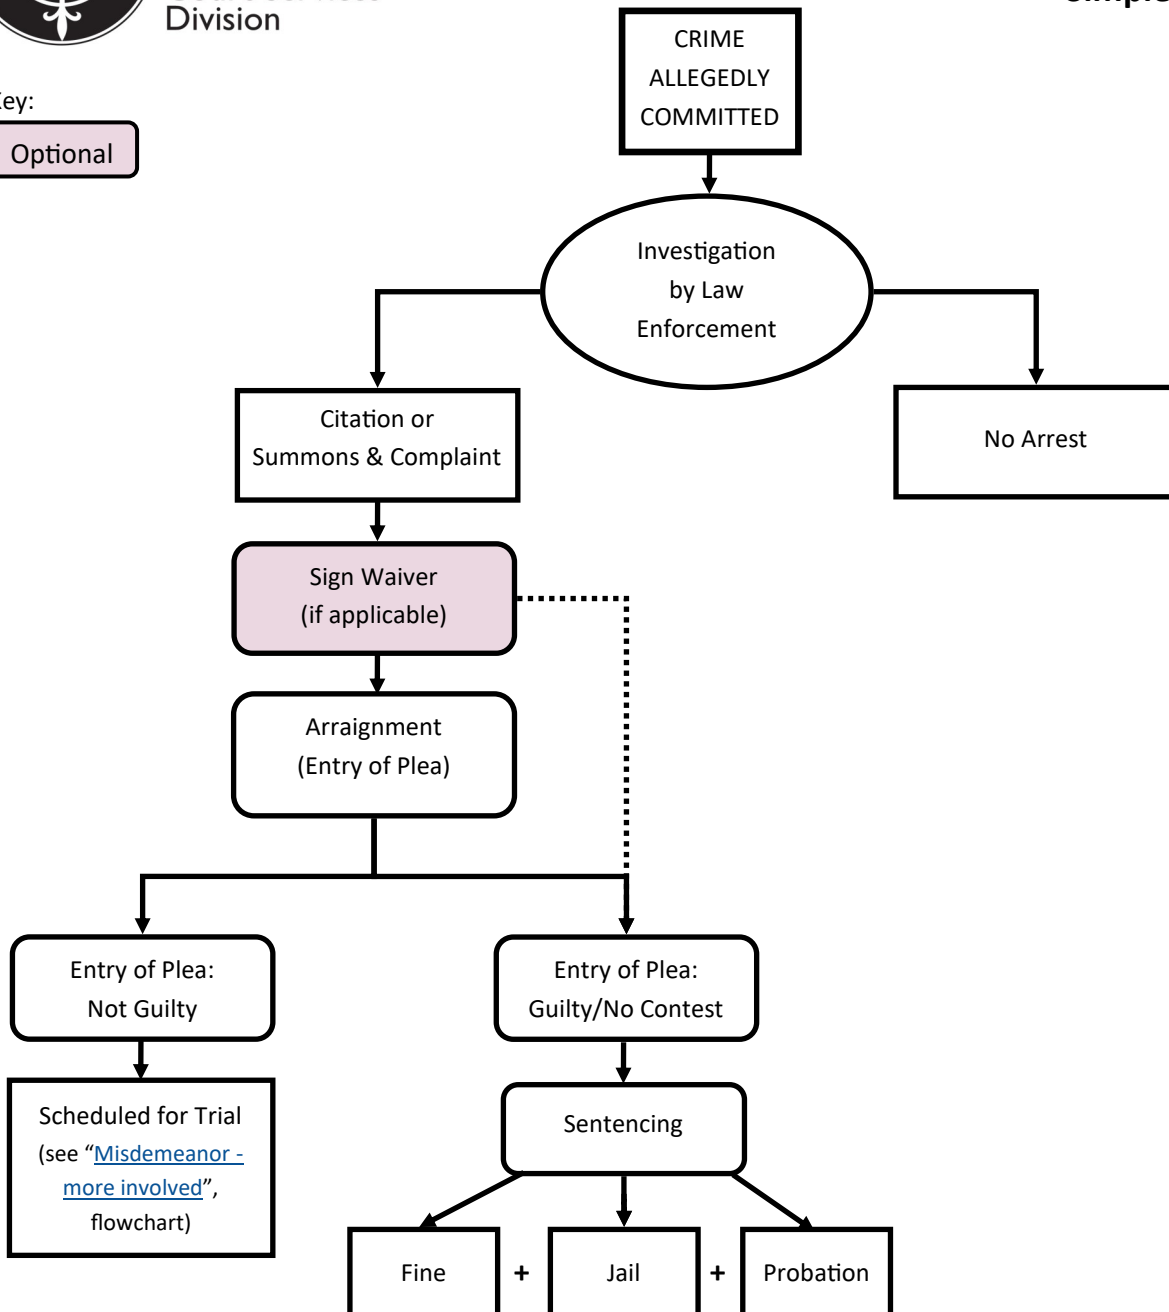 Division
Key:
Optional
CRIME
ALLEGEDLY
COMMITTED
Investigation
by Law
Enforcement
Citation or
Summons & Complaint
No Arrest
Sign Waiver
(if applicable)
Arraignment
(Entry of Plea)
Entry of Plea:
Not Guilty
Entry of Plea:
Guilty/No Contest
Scheduled for Trial
(see “Misdemeanor -
more involved”,
flowchart)
Sentencing
Fine + Jail + Probation